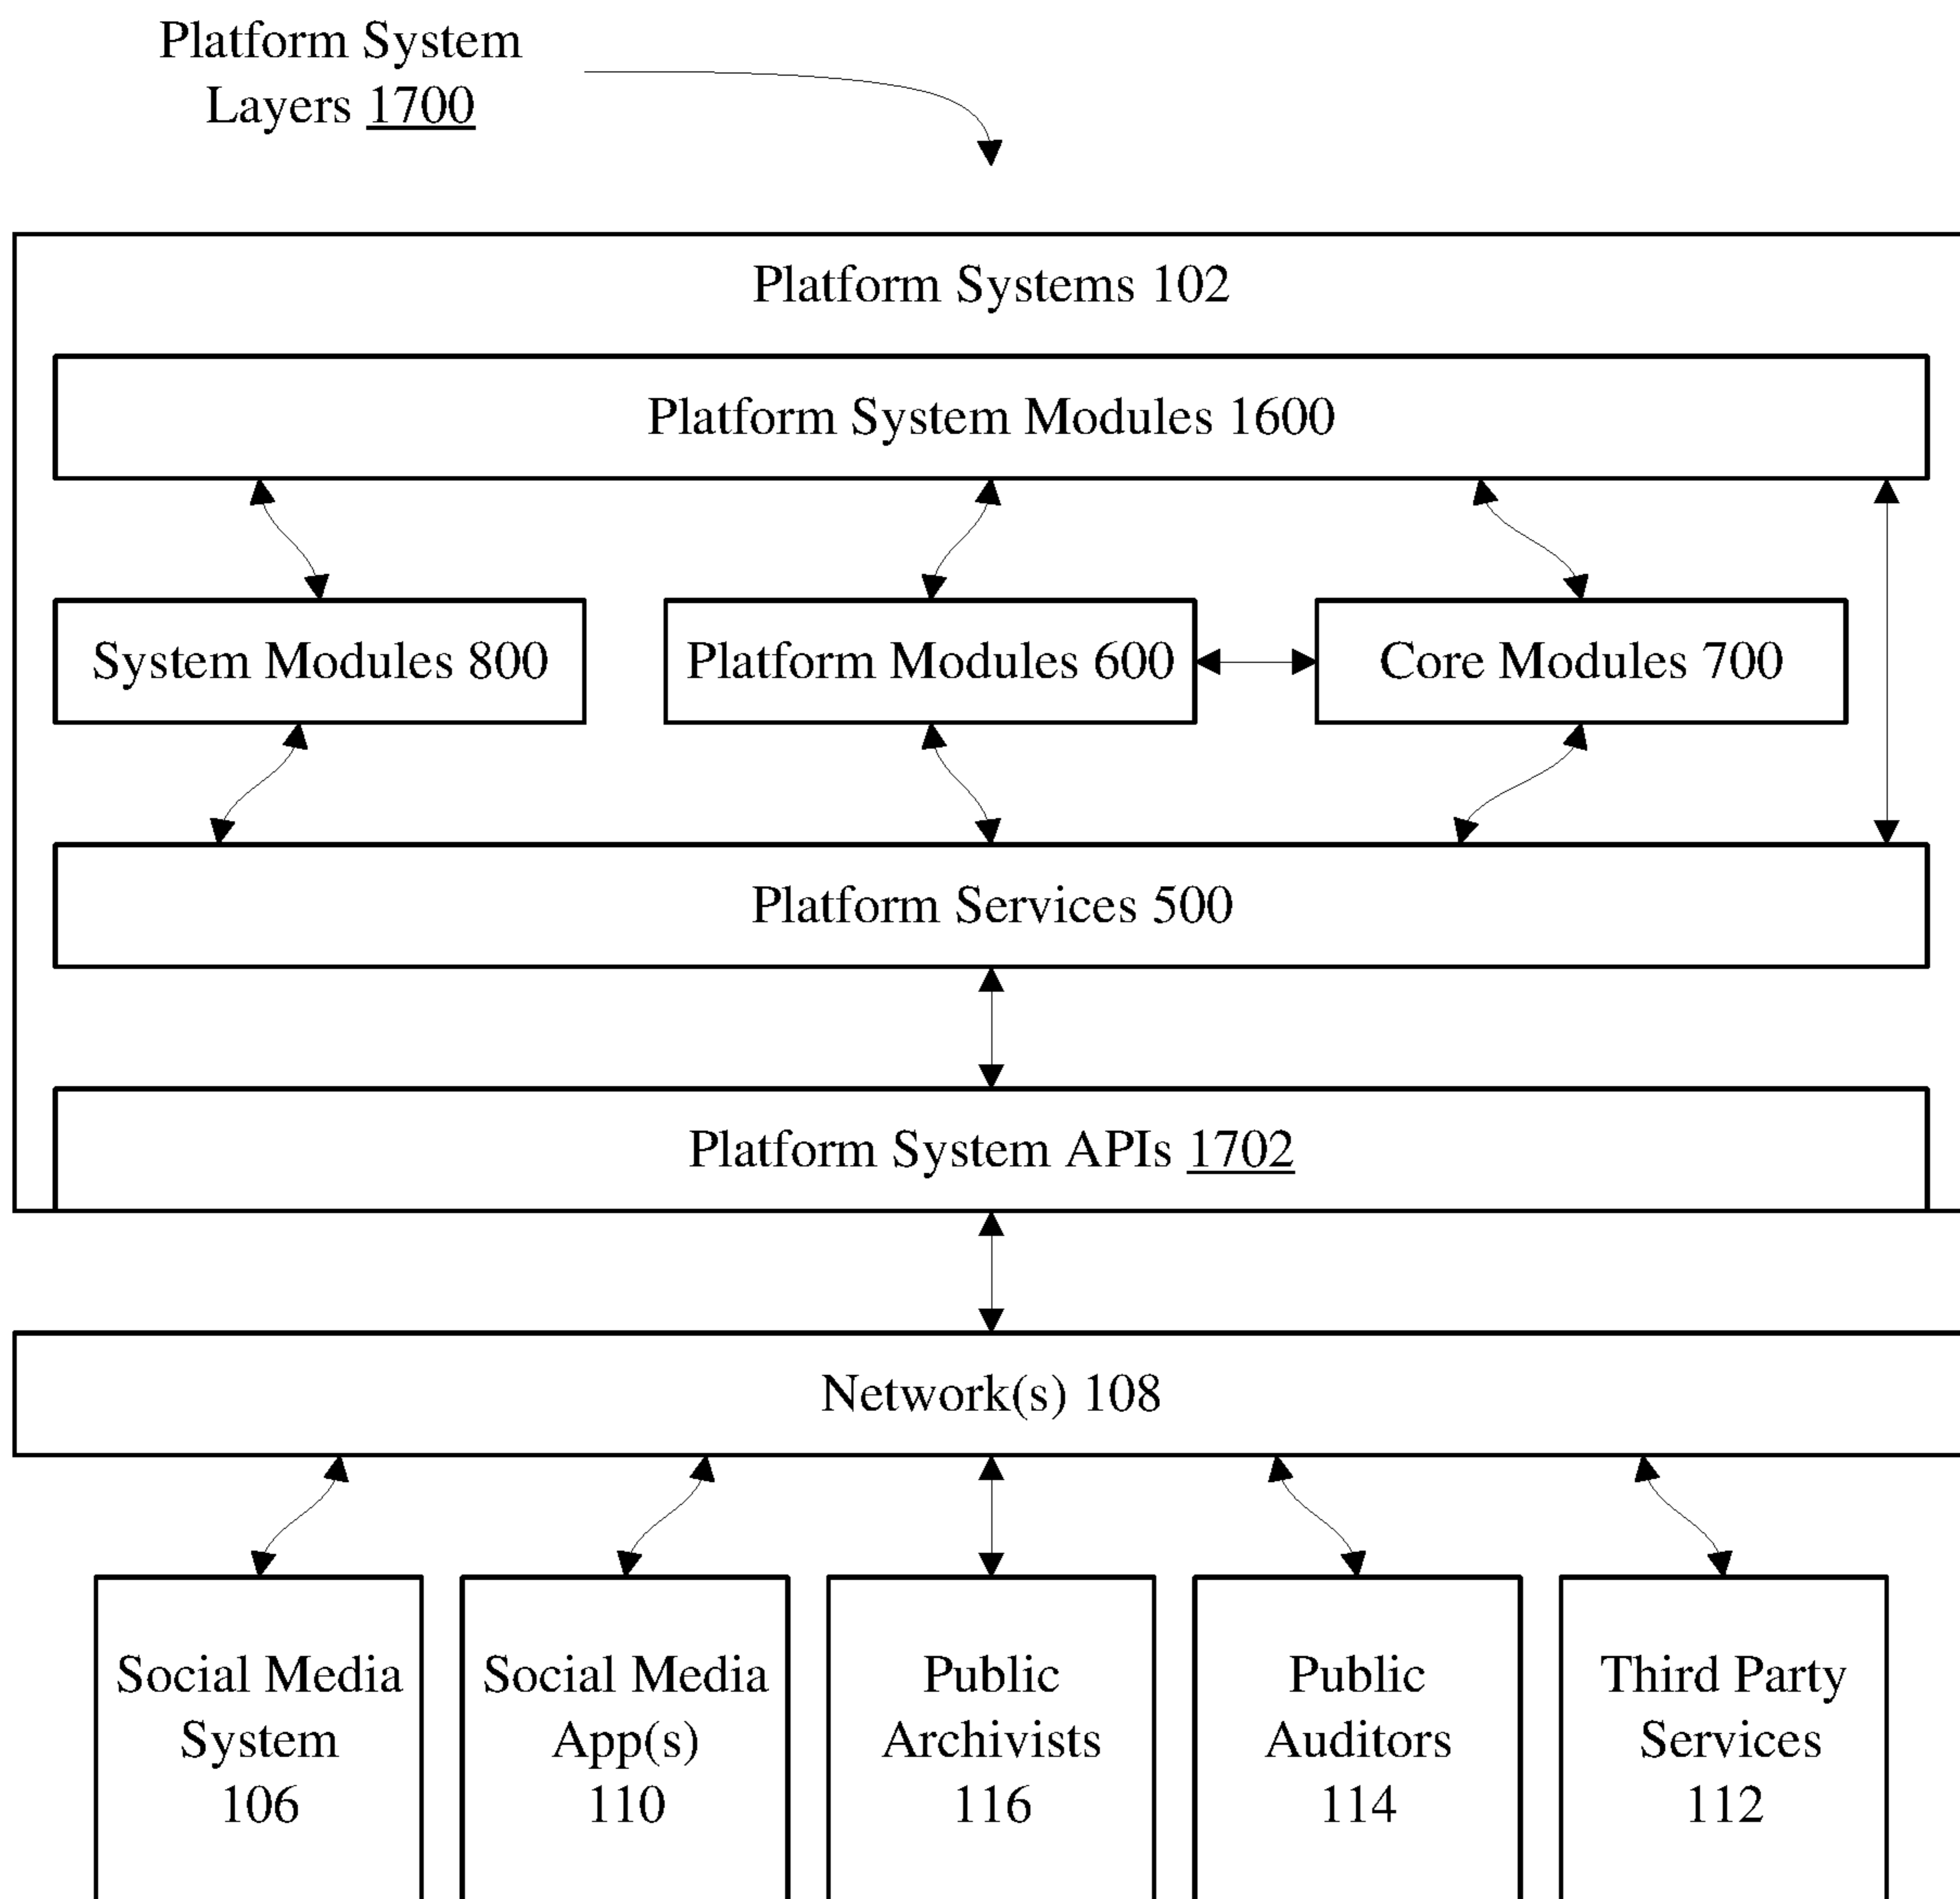 Platform System
Layers 1700
Platform Systems 102
Platform System Modules 1600
System Modules 800
Platform Modules 600
Core Modules 700
Platform Services 500
Platform System APIs 1702
Network(s) 108
Social Media
System
106
Social Media
App(s)
110
Public
Archivists
116
Public
Auditors
114
Third Party
Services
112